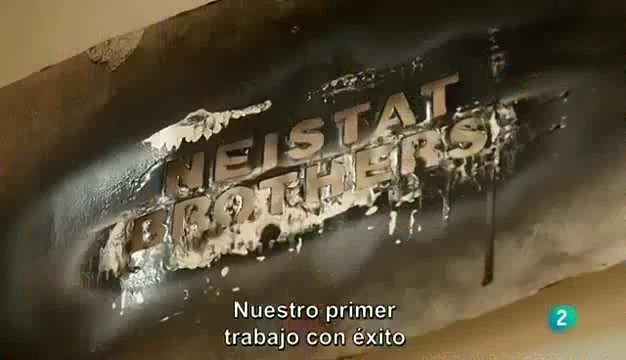 NEISTAT
BROTHERS
Nuestro primer
trabajo con éxito
2